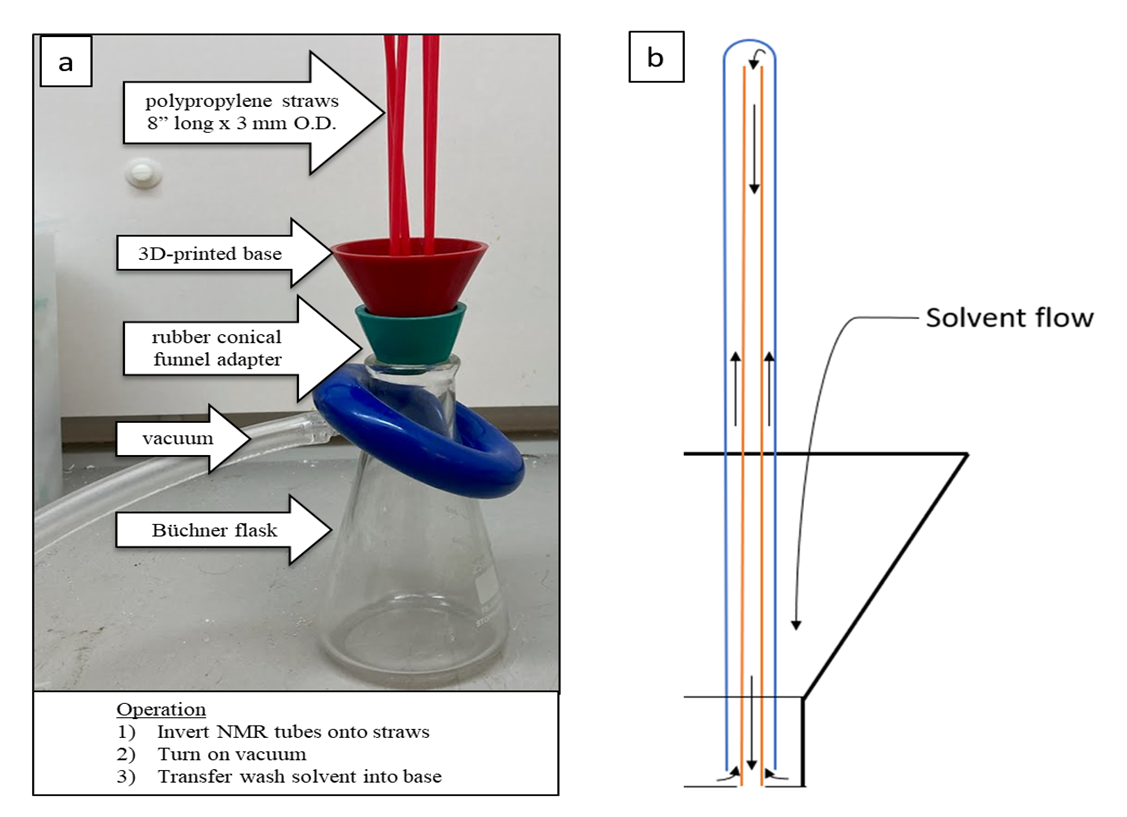 a
polypropylene straws
8” long x 3 mm O.D.
3D-printed base
rubber conical
funnel adapter
vacuum
Büchner flask
Operation
1) Invert NMR tubes onto straws
2) Turn on vacuum
3) Transfer wash solvent into base
b
Solvent flow